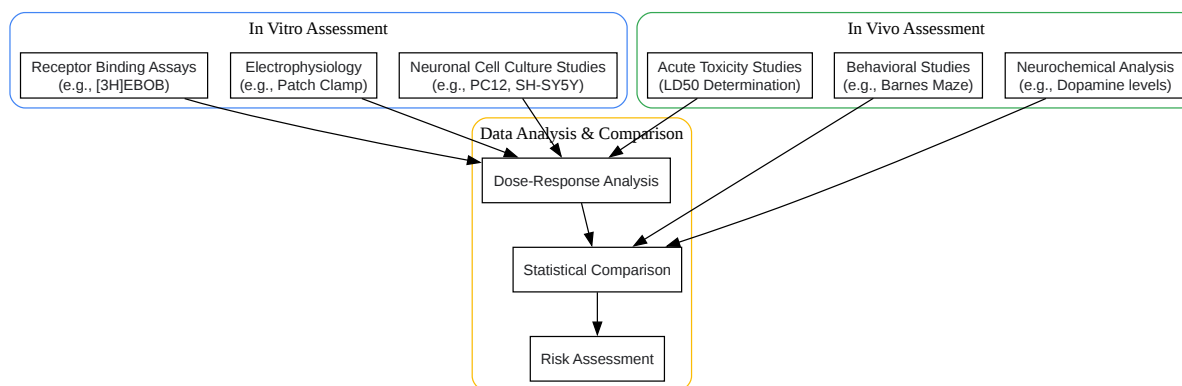 In Vitro Assessment
In Vivo Assessment
Receptor Binding Assays
(e.g., [3H]EBOB)
Electrophysiology
(e.g., Patch Clamp)
Neuronal Cell Culture Studies
(e.g., PC12, SH-SY5Y)
Acute Toxicity Studies
(LD50 Determination)
Behavioral Studies
(e.g., Barnes Maze)
Neurochemical Analysis
(e.g., Dopamine levels)
Data Analysis & Comparison
Dose-Response Analysis
Statistical Comparison
Risk Assessment